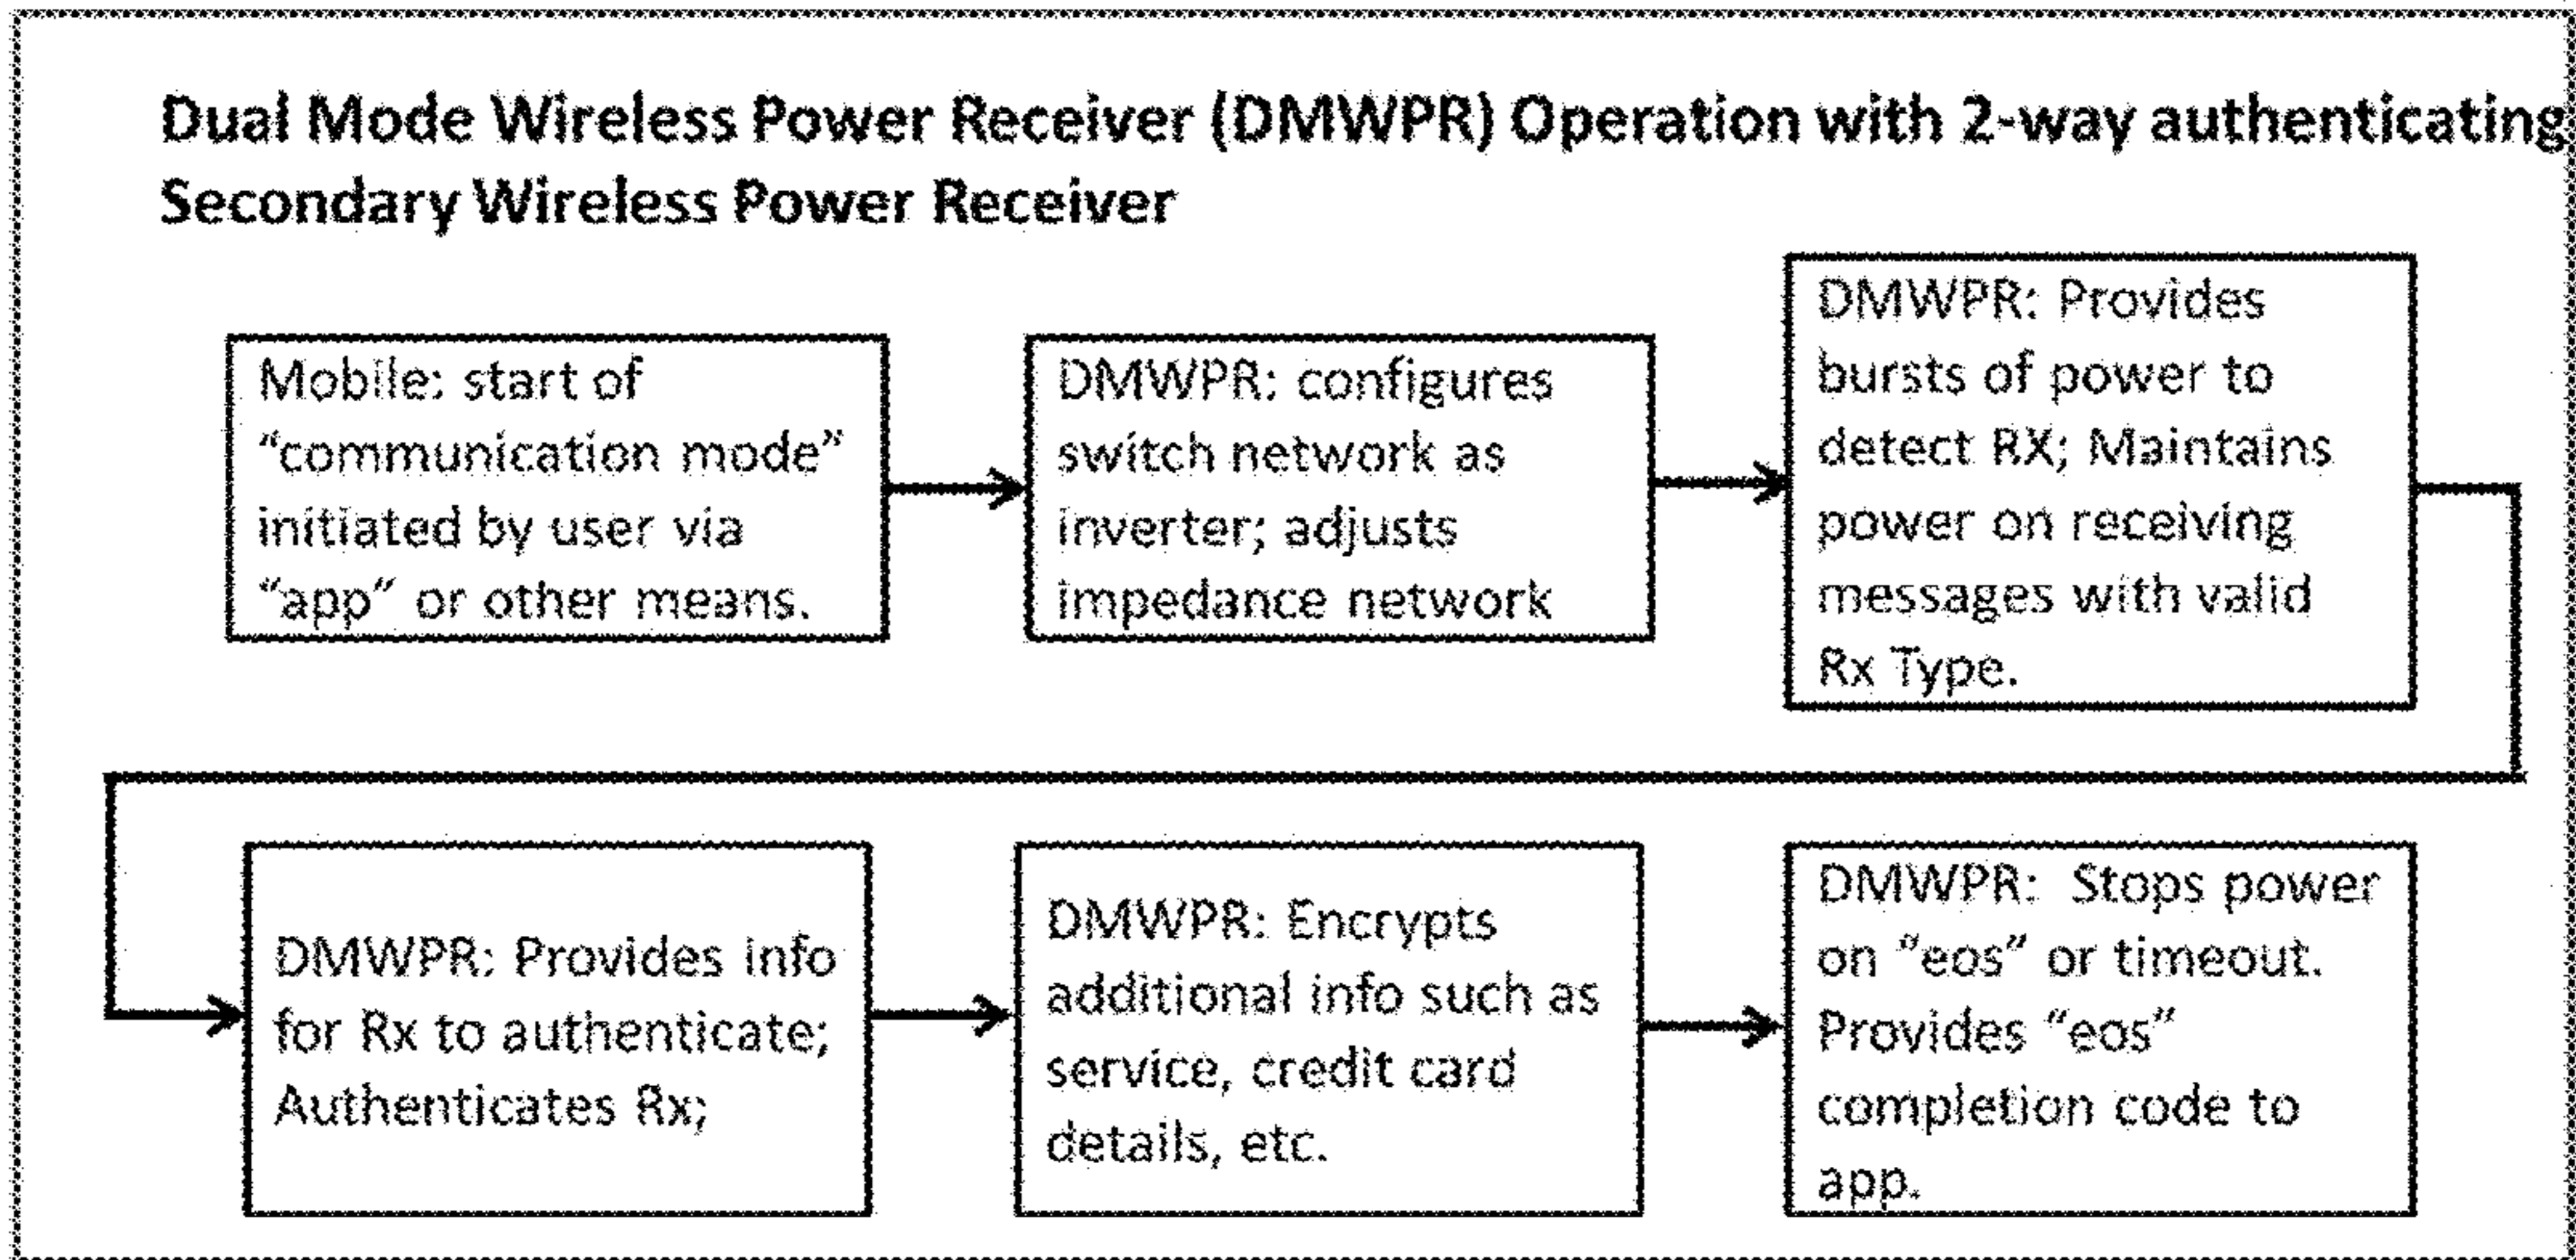 Dual Mode Wireless Power Receiver (DMWPR) Operation with 2-way authenticating
Secondary Wireless Power Receiver
Mobile: start of
"communication mode"
initiated by user via
"app" or other means.
DMWPR: configures
switch network as
inverter; adjusts
impedance network
DMWPR: Provides
bursts of power to
detect RX; Maintains
power on receiving
messages with valid
Rx Type.
DMWPR: Provides info
for Rx to authenticate;
Authenticates Rx;
DMWPR: Encrypts
additional info such as
service, credit card
details, etc.
DMWPR: Stops power
on "eos" or timeout.
Provides "eos"
completion code to
app.